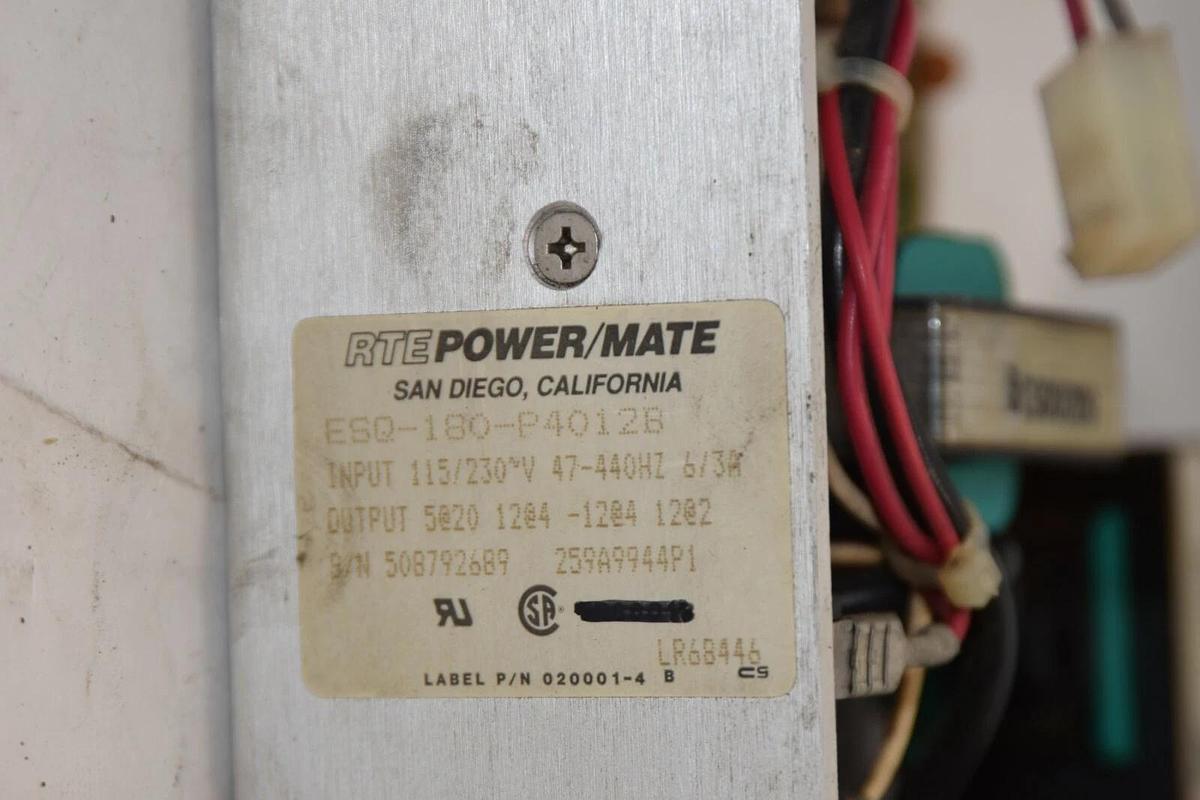 RTE POWER/MATE
SAN DIEGO, CALIFORNIA
ESQ-180-P4012B
INPUT 115/230~V 47-440HZ 6/3A
OUTPUT 5@20 12@4 -12@4 12@2
S/N 508792689 259A9944P1
LR68446
LABEL P/N 020001-4 B